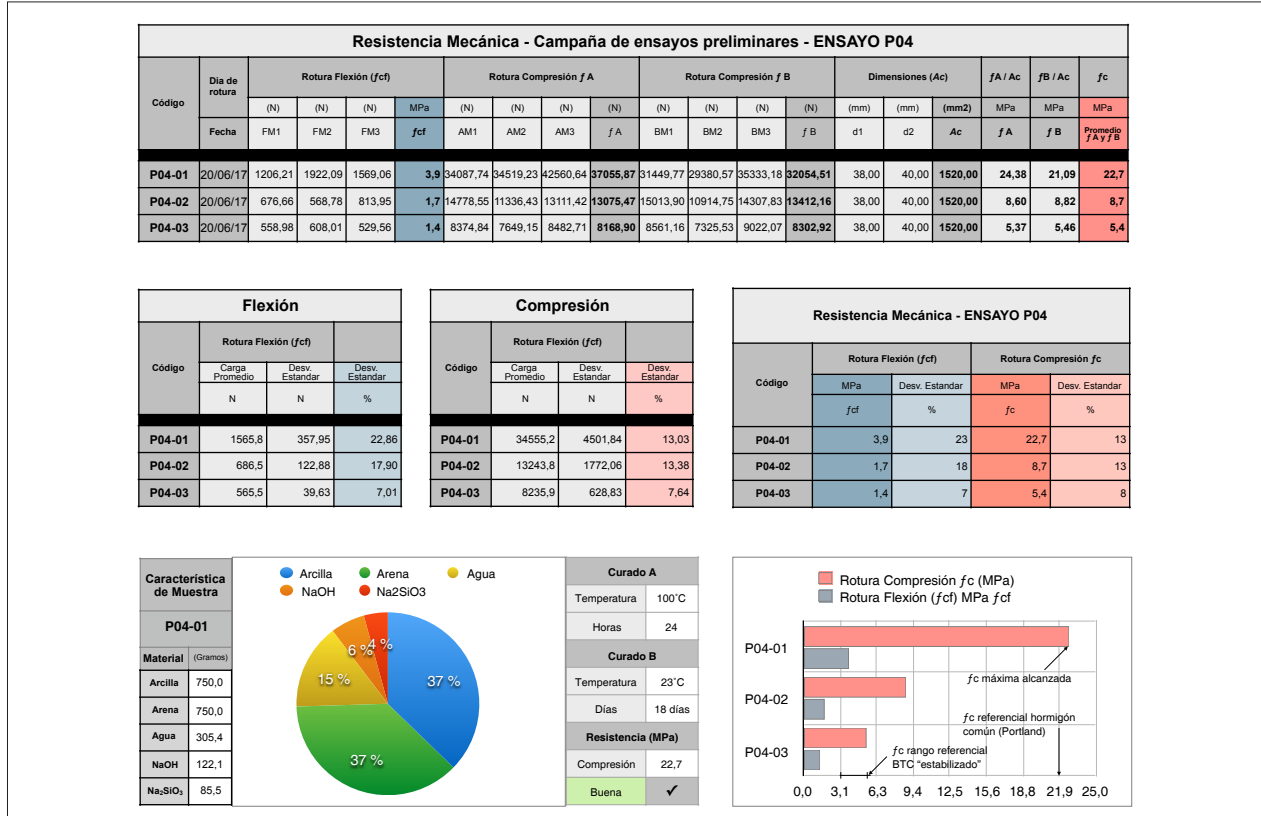 Resistencia Mecánica - Campaña de ensayos preliminares - ENSAYO P04
Código Dia de rotura Rotura Flexión (ƒcf) Rotura Compresión ƒ A Rotura Compresión ƒ B Dimensiones (Ac) ƒA / Ac ƒB / Ac ƒc
(N) (N) (N) MPa (N) (N) (N) (N) (N) (N) (N) (N) (mm) (mm) (mm2) MPa MPa MPa
Fecha FM1 FM2 FM3 ƒcf AM1 AM2 AM3 ƒ A BM1 BM2 BM3 ƒ B d1 d2 Ac ƒ A ƒ B Promedio ƒ A y ƒ B
P04-01 20/06/17 1206,21 1922,09 1569,06 3,9 34087,74 34519,23 42560,64 37055,87 31449,77 29380,57 35333,18 32054,51 38,00 40,00 1520,00 24,38 21,09 22,7
P04-02 20/06/17 676,66 568,78 813,95 1,7 14778,55 11336,43 13111,42 13075,47 15013,90 10914,75 14307,83 13412,16 38,00 40,00 1520,00 8,60 8,82 8,7
P04-03 20/06/17 558,98 608,01 529,56 1,4 8374,84 7649,15 8482,71 8168,90 8561,16 7325,53 9022,07 8302,92 38,00 40,00 1520,00 5,37 5,46 5,4
Flexión
Código Rotura Flexión (ƒcf)
Carga Promedio Desv. Estandar Desv. Estandar
N N %
P04-01 1565,8 357,95 22,86
P04-02 686,5 122,88 17,90
P04-03 565,5 39,63 7,01
Compresión
Código Rotura Flexión (ƒcf)
Carga Promedio Desv. Estandar Desv. Estandar
N N %
P04-01 34555,2 4501,84 13,03
P04-02 13243,8 1772,06 13,38
P04-03 8235,9 628,83 7,64
Resistencia Mecánica - ENSAYO P04
Código Rotura Flexión (ƒcf) Rotura Compresión ƒc
MPa Desv. Estandar MPa Desv. Estandar
ƒcf % ƒc %
P04-01 3,9 23 22,7 13
P04-02 1,7 18 8,7 13
P04-03 1,4 7 5,4 8
Característica
de Muestra
P04-01
Material (Gramos)
Arcilla 750,0
Arena 750,0
Agua 305,4
NaOH 122,1
Na₂SiO₃ 85,5
Arcilla Arena Agua
NaOH Na2SiO3
6 % 4 %
15 % 37 %
37 %
Curado A
Temperatura 100˚C
Horas 24
Curado B
Temperatura 23˚C
Días 18 días
Resistencia (MPa)
Compresión 22,7
Buena ✓
Rotura Compresión ƒc (MPa)
Rotura Flexión (ƒcf) MPa ƒcf
P04-01
ƒc máxima alcanzada
P04-02
ƒc referencial hormigón
común (Portland)
P04-03
ƒc rango referencial
BTC “estabilizado”
0,0 3,1 6,3 9,4 12,5 15,6 18,8 21,9 25,0